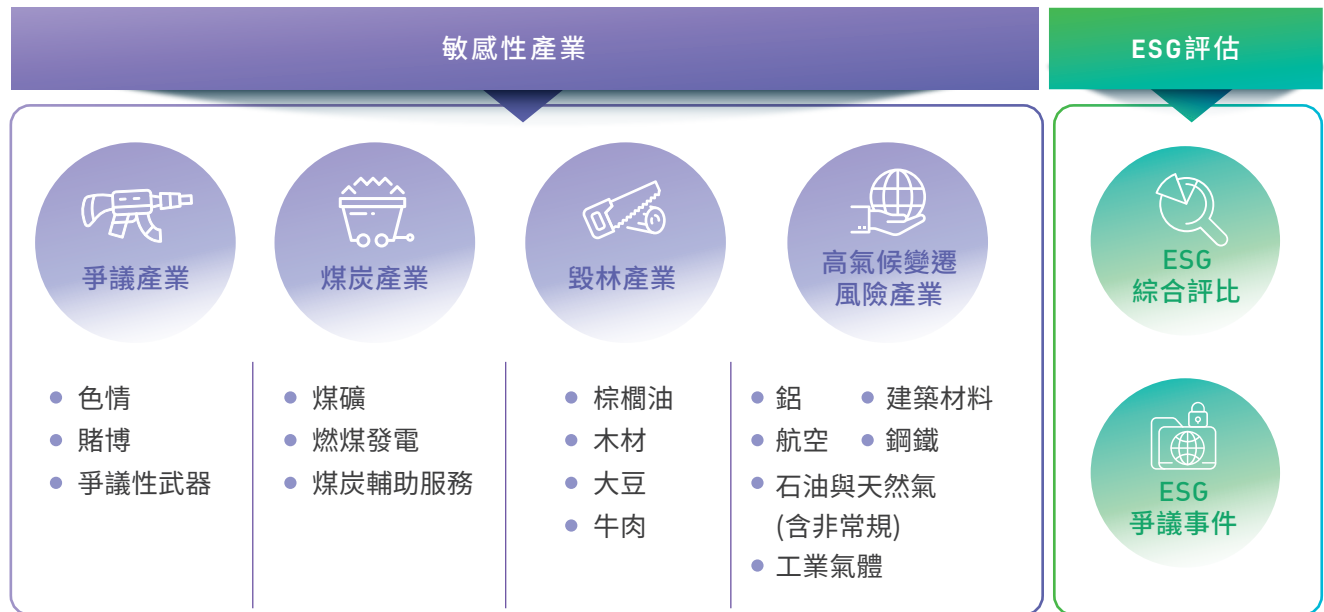 敏感性產業
ESG評估
爭議產業
煤炭產業
毀林產業
高氣候變遷
風險產業
ESG
綜合評比
色情
賭博
爭議性武器
煤礦
燃煤發電
煤炭輔助服務
棕櫚油
木材
大豆
牛肉
鋁
建築材料
航空
鋼鐵
石油與天然氣
(含非常規)
工業氣體
ESG
爭議事件